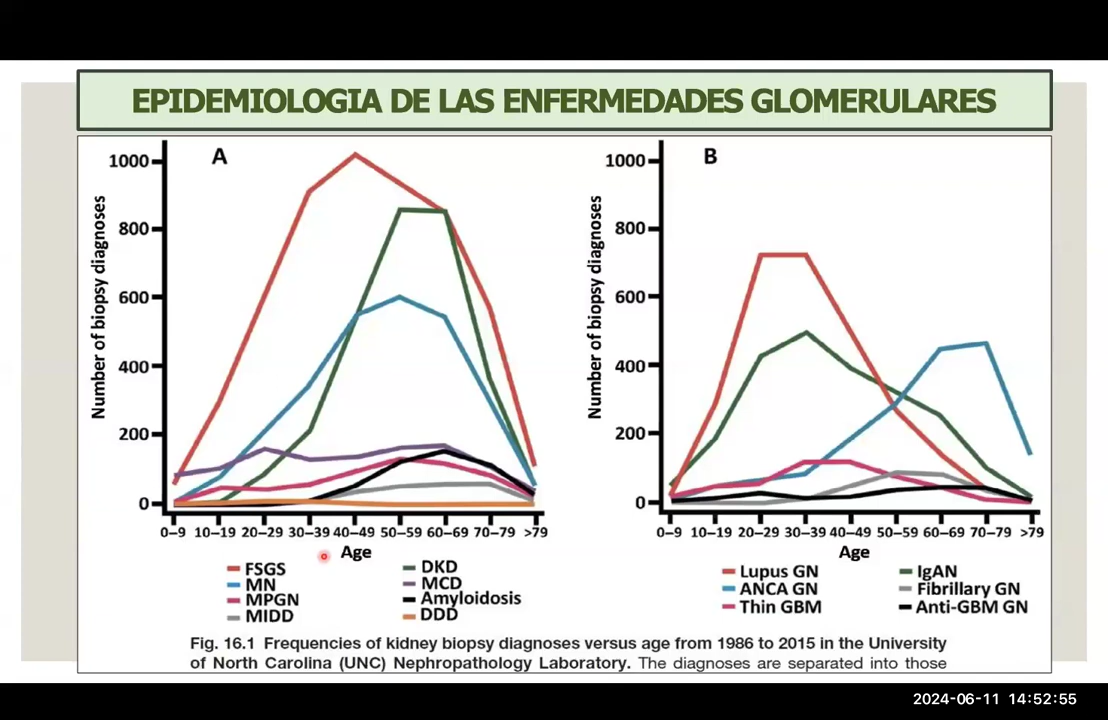 EPIDEMIOLOGIA DE LAS ENFERMEDADES GLOMERULARES
A
Number of biopsy diagnoses
1000
800
600
400
200
0
0–9 10–19 20–29 30–39 40–49 50–59 60–69 70–79 >79
Age
FSGS
MN
MPGN
MIDD
DKD
MCD
Amyloidosis
DDD
B
Number of biopsy diagnoses
1000
800
600
400
200
0
0–9 10–19 20–29 30–39 40–49 50–59 60–69 70–79 >79
Age
Lupus GN
ANCA GN
Thin GBM
IgAN
Fibrillary GN
Anti-GBM GN
Fig. 16.1 Frequencies of kidney biopsy diagnoses versus age from 1986 to 2015 in the University
of North Carolina (UNC) Nephropathology Laboratory. The diagnoses are separated into those
2024-06-11 14:52:55